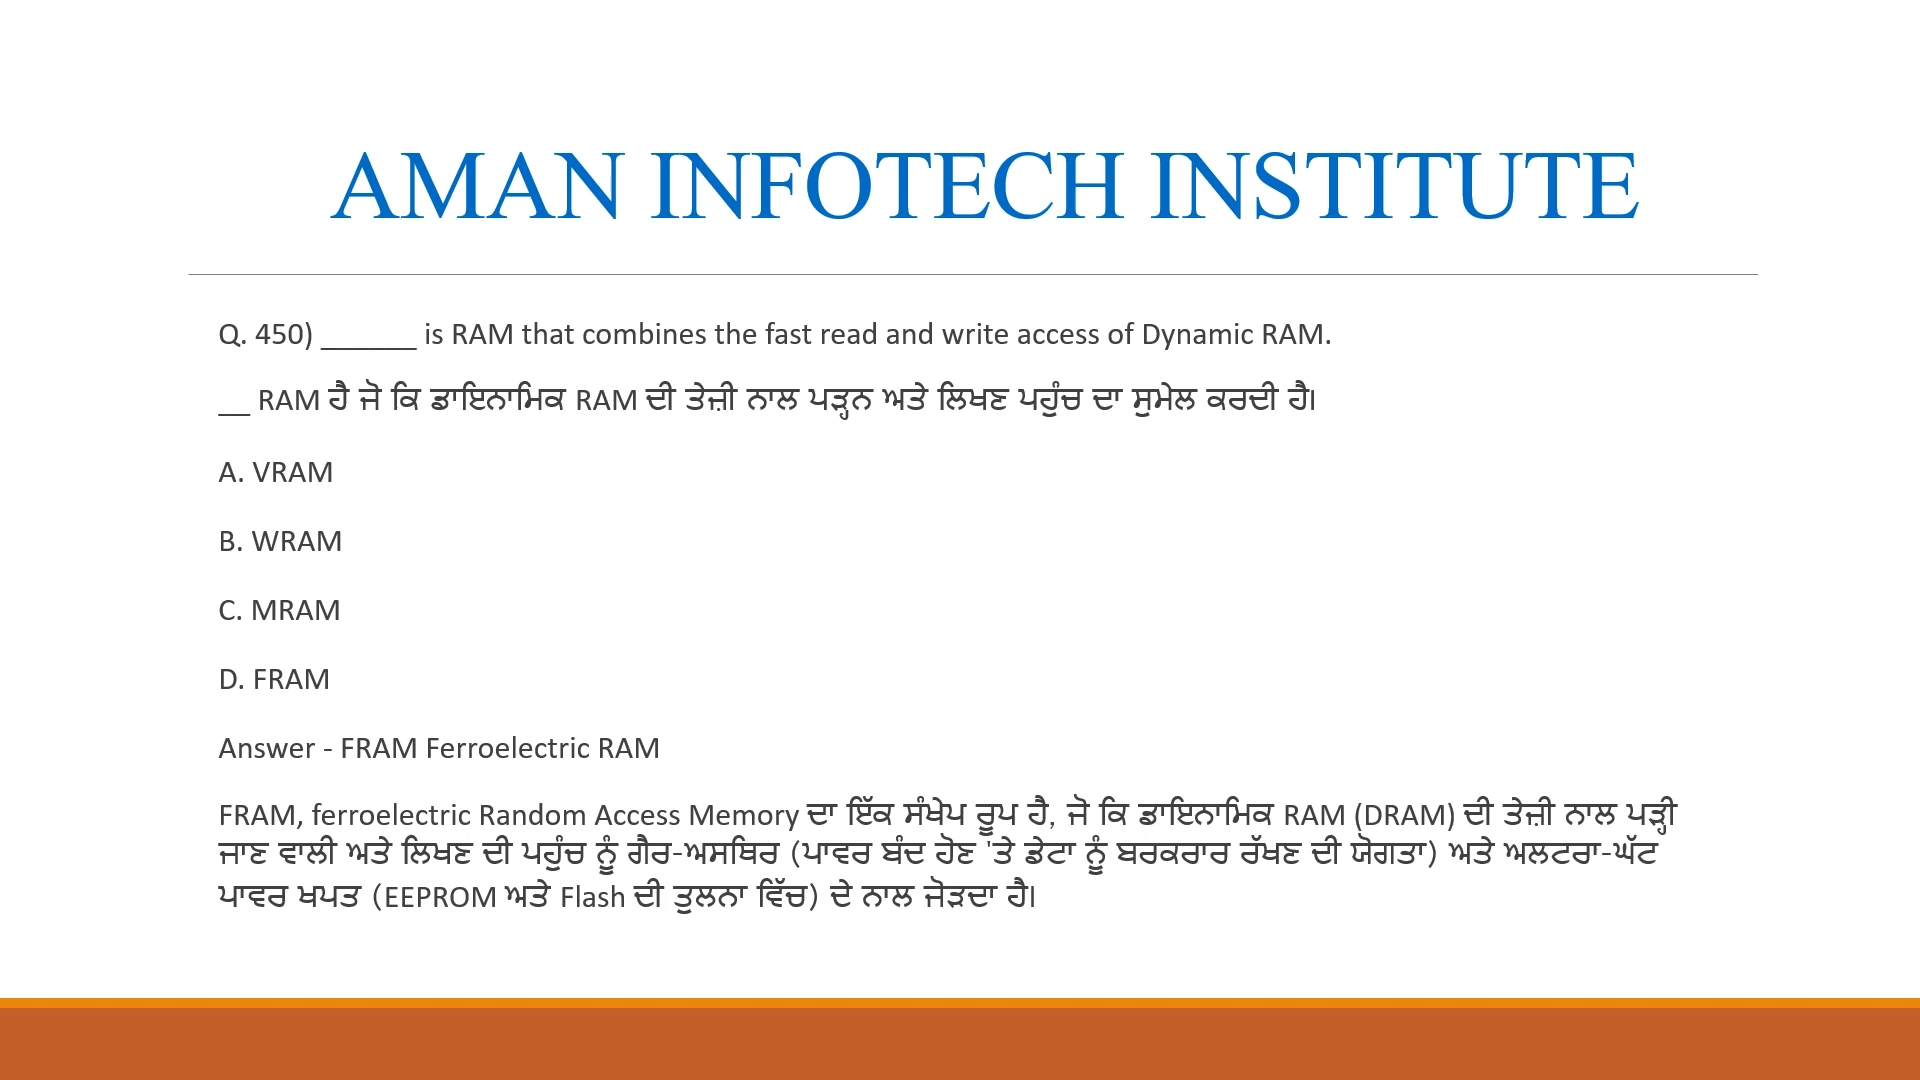 AMAN INFOTECH INSTITUTE
Q. 450) ______ is RAM that combines the fast read and write access of Dynamic RAM.
__ RAM ਹੈ ਜੋ ਕਿ ਡਾਇਨਾਮਿਕ RAM ਦੀ ਤੇਜ਼ੀ ਨਾਲ ਪੜ੍ਹਨ ਅਤੇ ਲਿਖਣ ਪਹੁੰਚ ਦਾ ਸੁਮੇਲ ਕਰਦੀ ਹੈ।
A. VRAM
B. WRAM
C. MRAM
D. FRAM
Answer - FRAM Ferroelectric RAM
FRAM, ferroelectric Random Access Memory ਦਾ ਇੱਕ ਸੰਖੇਪ ਰੂਪ ਹੈ, ਜੋ ਕਿ ਡਾਇਨਾਮਿਕ RAM (DRAM) ਦੀ ਤੇਜ਼ੀ ਨਾਲ ਪੜ੍ਹੀ
ਜਾਣ ਵਾਲੀ ਅਤੇ ਲਿਖਣ ਦੀ ਪਹੁੰਚ ਨੂੰ ਗੈਰ-ਅਸਥਿਰ (ਪਾਵਰ ਬੰਦ ਹੋਣ 'ਤੇ ਡੇਟਾ ਨੂੰ ਬਰਕਰਾਰ ਰੱਖਣ ਦੀ ਯੋਗਤਾ) ਅਤੇ ਅਲਟਰਾ-ਘੱਟ
ਪਾਵਰ ਖਪਤ (EEPROM ਅਤੇ Flash ਦੀ ਤੁਲਨਾ ਵਿੱਚ) ਦੇ ਨਾਲ ਜੋੜਦਾ ਹੈ।